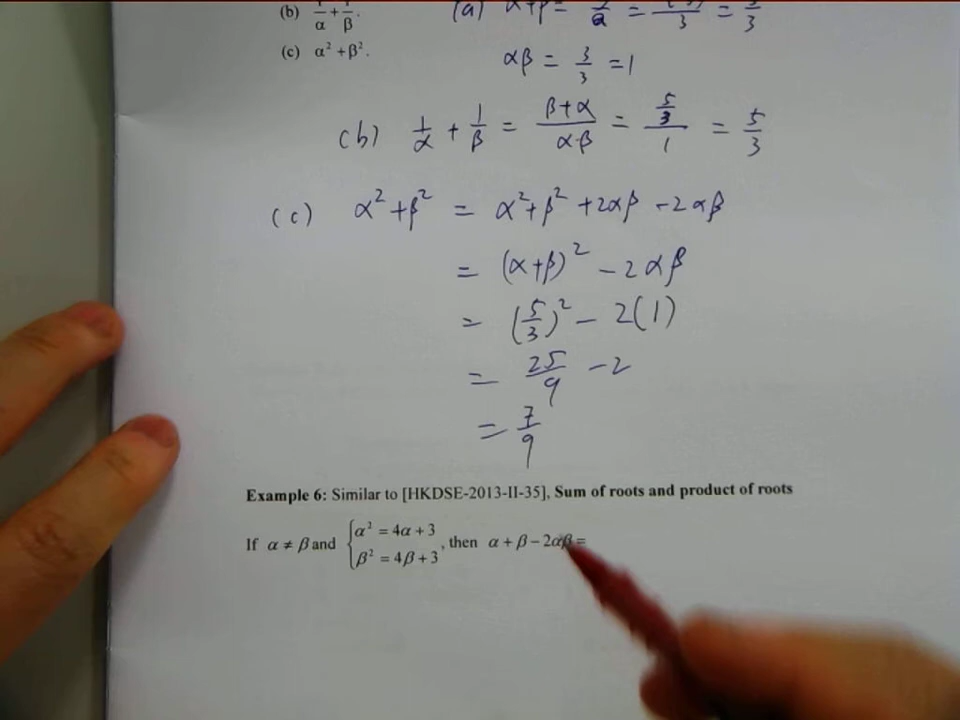 (b) 1/α + 1/β.
(a) α+β = = = 5/3
(c) α² + β².
αβ = 3/3 = 1
(b) 1/α + 1/β = (β+α)/(αβ) = (5/3)/1 = 5/3
(c) α² + β² = α² + β² + 2αβ - 2αβ
= (α+β)² - 2αβ
= (5/3)² - 2(1)
= 25/9 - 2
= 7/9
Example 6: Similar to [HKDSE-2013-II-35], Sum of roots and product of roots
If α ≠ β and { α² = 4α + 3
β² = 4β + 3 , then α + β − 2αβ =